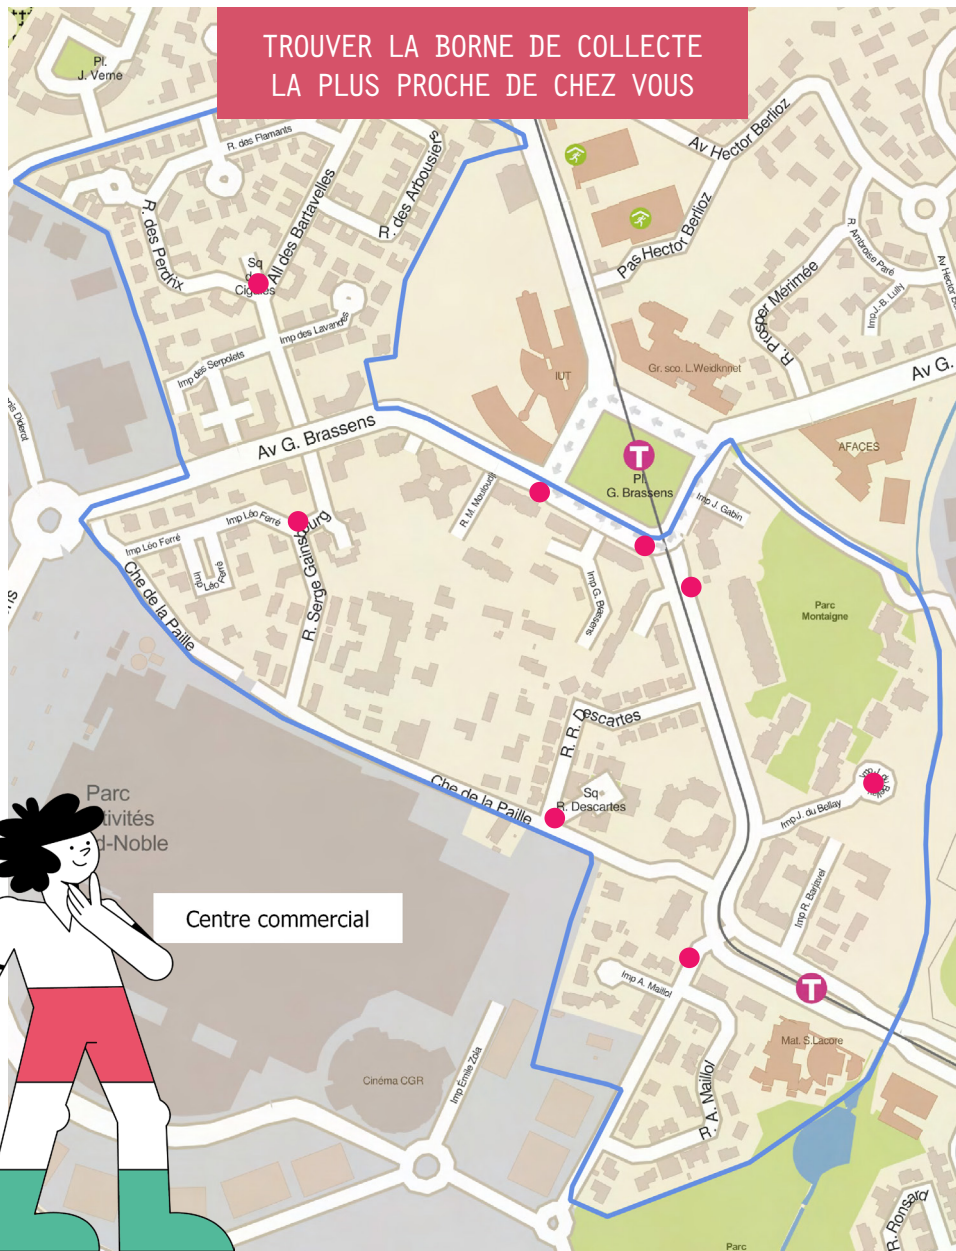 TROUVER LA BORNE DE COLLECTE
LA PLUS PROCHE DE CHEZ VOUS
Pl.
J. Verne
R. des Flamants
R. des Arbousiers
All des Bartavelles
R. des Perdrix
Sq
Imp des Lavandes
Imp des Serpolets
Av Hector Berlioz
Pas Hector Berlioz
R. Ambroise Paré
Imp J.-B. Lully
Av Hector
R. Prosper Mérimée
Gr. sco. L.Weidknnet
IUT
Av G.
AFACES
Av G. Brassens
T
Pl.
G. Brassens
R. M. Mouloudji
Imp J. Gabin
Imp Léo Ferré
Imp Léo Ferré
Imp
Léo Ferré
R. Serge Gainsbourg
Che de la Paille
Imp G. Brassens
Parc
Montaigne
R. R. Descartes
Sq
R. Descartes
Che de la Paille
Imp J. du Bellay
Imp R. Barjavel
Parc
Centre commercial
Imp A. Maillol
T
Mat. S.Lacore
R. A. Maillol
Cinéma CGR
Imp Émile Zola
R. Ronsard
Parc